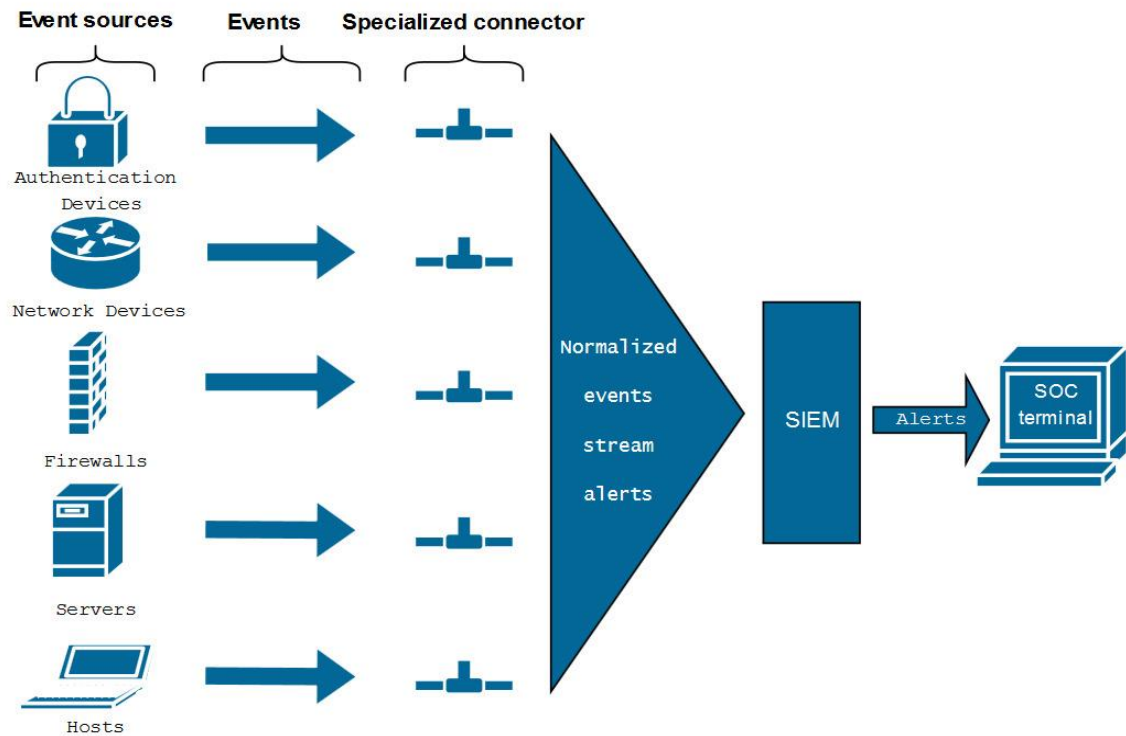 Event sources
Events
Specialized connector
Authentication
Devices
Network Devices
Firewalls
Servers
Hosts
Normalized
events
stream
alerts
SIEM
Alerts
SOC
terminal